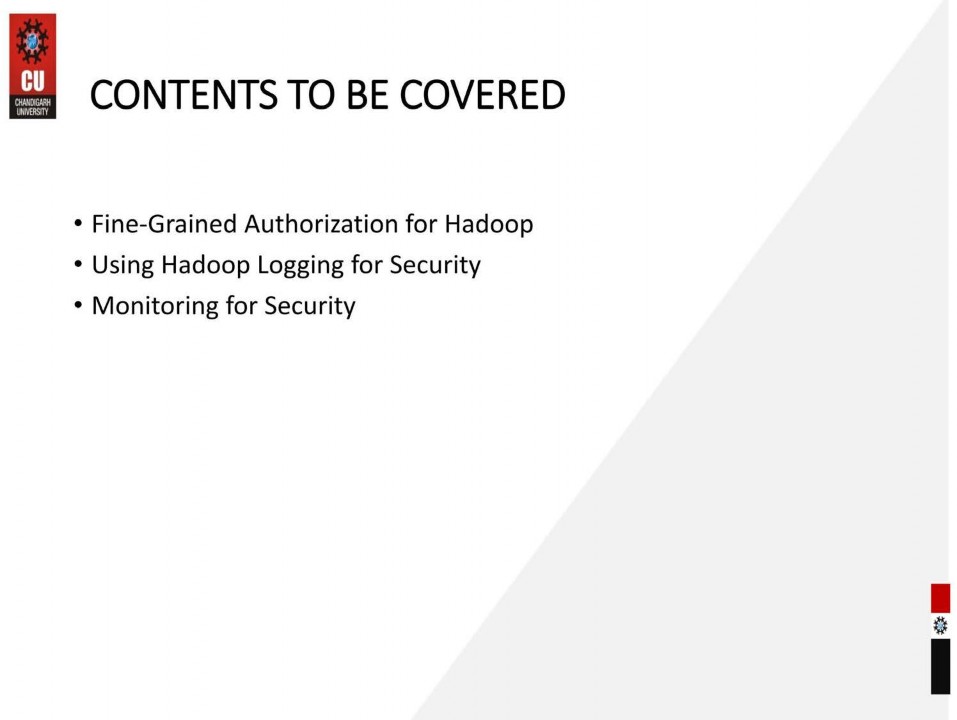 CU
CHANDIGARH
UNIVERSITY
CONTENTS TO BE COVERED
• Fine-Grained Authorization for Hadoop
• Using Hadoop Logging for Security
• Monitoring for Security